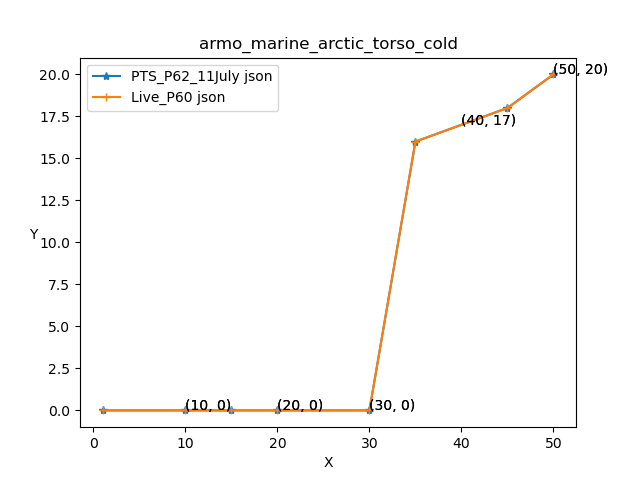 armo_marine_arctic_torso_cold
PTS_P62_11July json
Live_P60 json
(50, 20)
(40, 17)
(10, 0) (20, 0) (30, 0)
Y
20.0
17.5
15.0
12.5
10.0
7.5
5.0
2.5
0.0
0 10 20 30 40 50
X